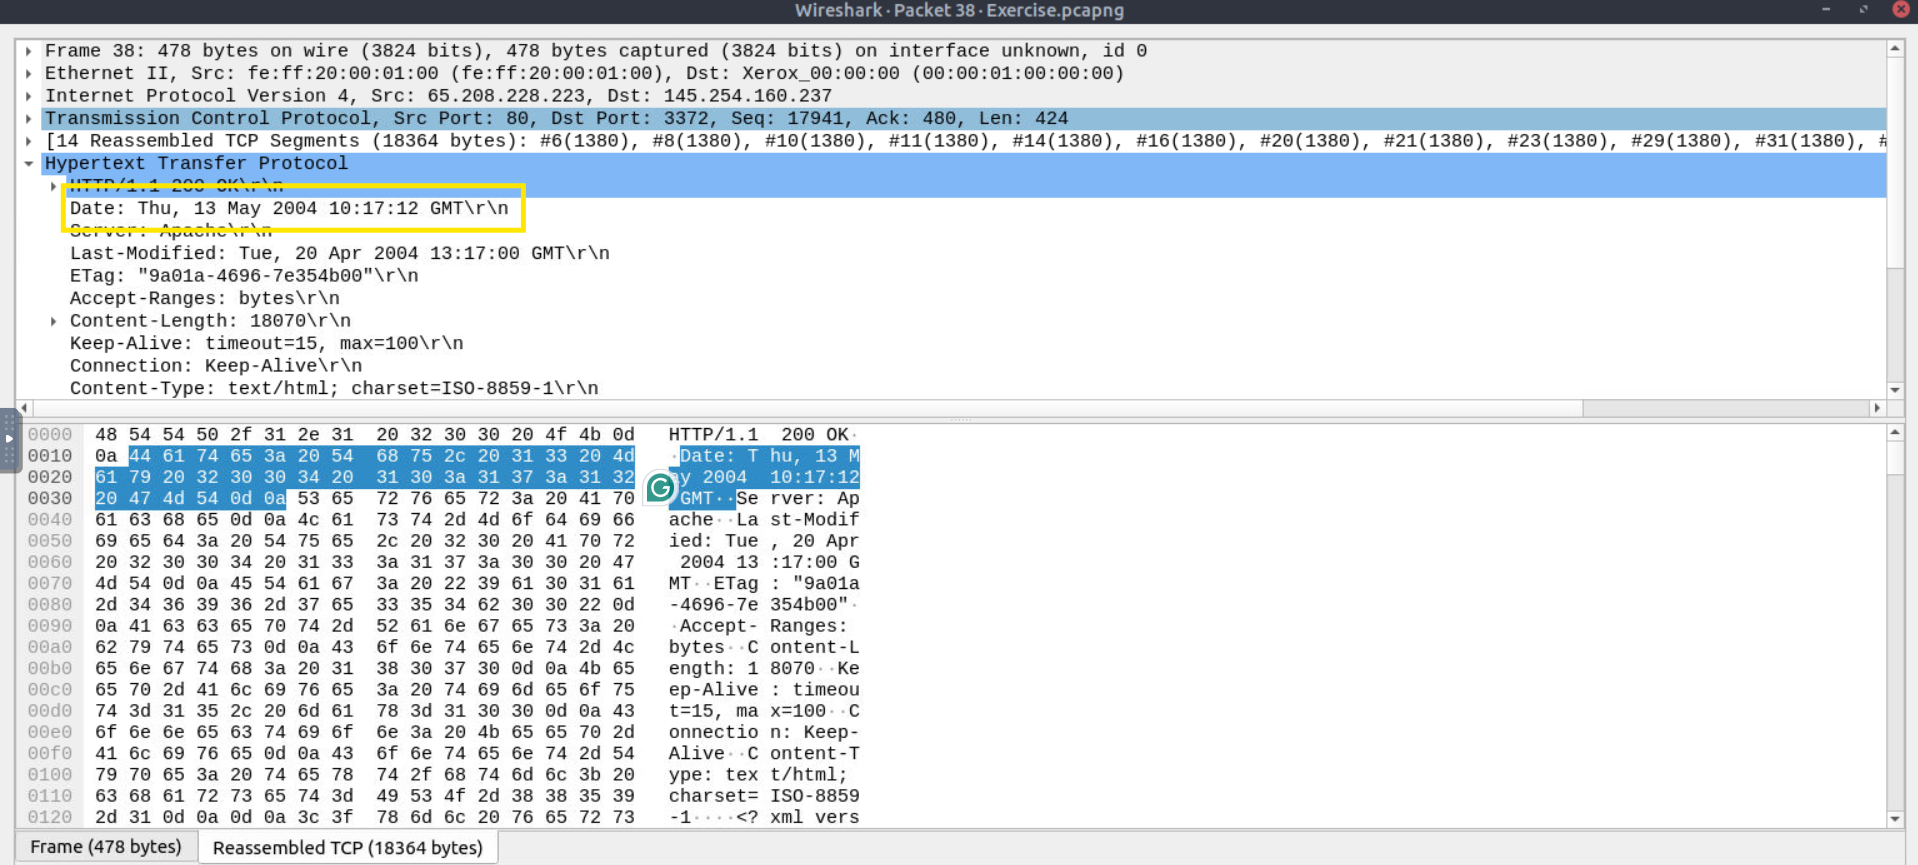 Wireshark · Packet 38 · Exercise.pcapng
Frame 38: 478 bytes on wire (3824 bits), 478 bytes captured (3824 bits) on interface unknown, id 0
Ethernet II, Src: fe:ff:20:00:01:00 (fe:ff:20:00:01:00), Dst: Xerox_00:00:00 (00:00:01:00:00:00)
Internet Protocol Version 4, Src: 65.208.228.223, Dst: 145.254.160.237
Transmission Control Protocol, Src Port: 80, Dst Port: 3372, Seq: 17941, Ack: 480, Len: 424
[14 Reassembled TCP Segments (18364 bytes): #6(1380), #8(1380), #10(1380), #11(1380), #14(1380), #16(1380), #20(1380), #21(1380), #23(1380), #29(1380), #31(1380), #
Hypertext Transfer Protocol
HTTP/1.1 200 OK\r\n
Date: Thu, 13 May 2004 10:17:12 GMT\r\n
Server: Apache\r\n
Last-Modified: Tue, 20 Apr 2004 13:17:00 GMT\r\n
ETag: "9a01a-4696-7e354b00"\r\n
Accept-Ranges: bytes\r\n
Content-Length: 18070\r\n
Keep-Alive: timeout=15, max=100\r\n
Connection: Keep-Alive\r\n
Content-Type: text/html; charset=ISO-8859-1\r\n
0000 48 54 54 50 2f 31 2e 31 20 32 30 30 20 4f 4b 0d HTTP/1.1 200 OK·
0010 0a 44 61 74 65 3a 20 54 68 75 2c 20 31 33 20 4d ·Date: T hu, 13 M
0020 61 79 20 32 30 30 34 20 31 30 3a 31 37 3a 31 32 ay 2004 10:17:12
0030 20 47 4d 54 0d 0a 53 65 72 76 65 72 3a 20 41 70 GMT··Se rver: Ap
0040 61 63 68 65 0d 0a 4c 61 73 74 2d 4d 6f 64 69 66 ache··La st-Modif
0050 69 65 64 3a 20 54 75 65 2c 20 32 30 20 41 70 72 ied: Tue , 20 Apr
0060 20 32 30 30 34 20 31 33 3a 31 37 3a 30 30 20 47 2004 13 :17:00 G
0070 4d 54 0d 0a 45 54 61 67 3a 20 22 39 61 30 31 61 MT··ETag : "9a01a
0080 2d 34 36 39 36 2d 37 65 33 35 34 62 30 30 22 0d -4696-7e 354b00"·
0090 0a 41 63 63 65 70 74 2d 52 61 6e 67 65 73 3a 20 ·Accept- Ranges:
00a0 62 79 74 65 73 0d 0a 43 6f 6e 74 65 6e 74 2d 4c bytes··C ontent-L
00b0 65 6e 67 74 68 3a 20 31 38 30 37 30 0d 0a 4b 65 ength: 1 8070··Ke
00c0 65 70 2d 41 6c 69 76 65 3a 20 74 69 6d 65 6f 75 ep-Alive : timeou
00d0 74 3d 31 35 2c 20 6d 61 78 3d 31 30 30 0d 0a 43 t=15, ma x=100··C
00e0 6f 6e 6e 65 63 74 69 6f 6e 3a 20 4b 65 65 70 2d onnectio n: Keep-
00f0 41 6c 69 76 65 0d 0a 43 6f 6e 74 65 6e 74 2d 54 Alive··C ontent-T
0100 79 70 65 3a 20 74 65 78 74 2f 68 74 6d 6c 3b 20 ype: tex t/html;
0110 63 68 61 72 73 65 74 3d 49 53 4f 2d 38 38 35 39 charset= ISO-8859
0120 2d 31 0d 0a 0d 0a 3c 3f 78 6d 6c 20 76 65 72 73 -1····<? xml vers
Frame (478 bytes) Reassembled TCP (18364 bytes)